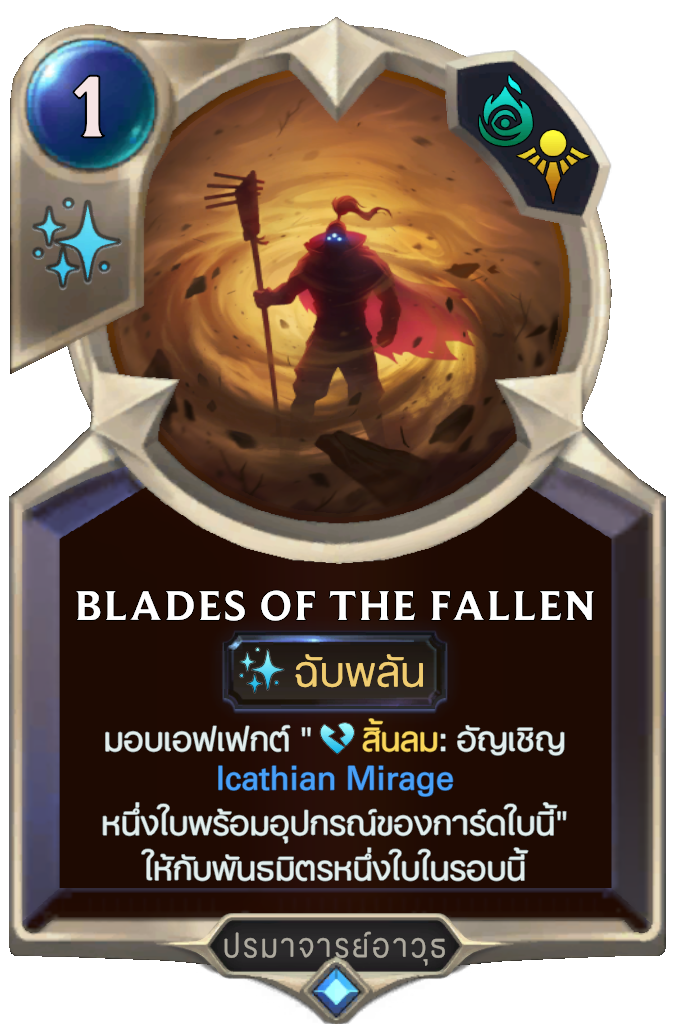 1
BLADES OF THE FALLEN
ฉับพลัน
มอบเอฟเฟกต์ " สิ้นลม: อัญเชิญ
Icathian Mirage
หนึ่งใบพร้อมอุปกรณ์ของการ์ดใบนี้"
ให้กับพันธมิตรหนึ่งใบในรอบนี้
ปรมาจารย์อาวุธ